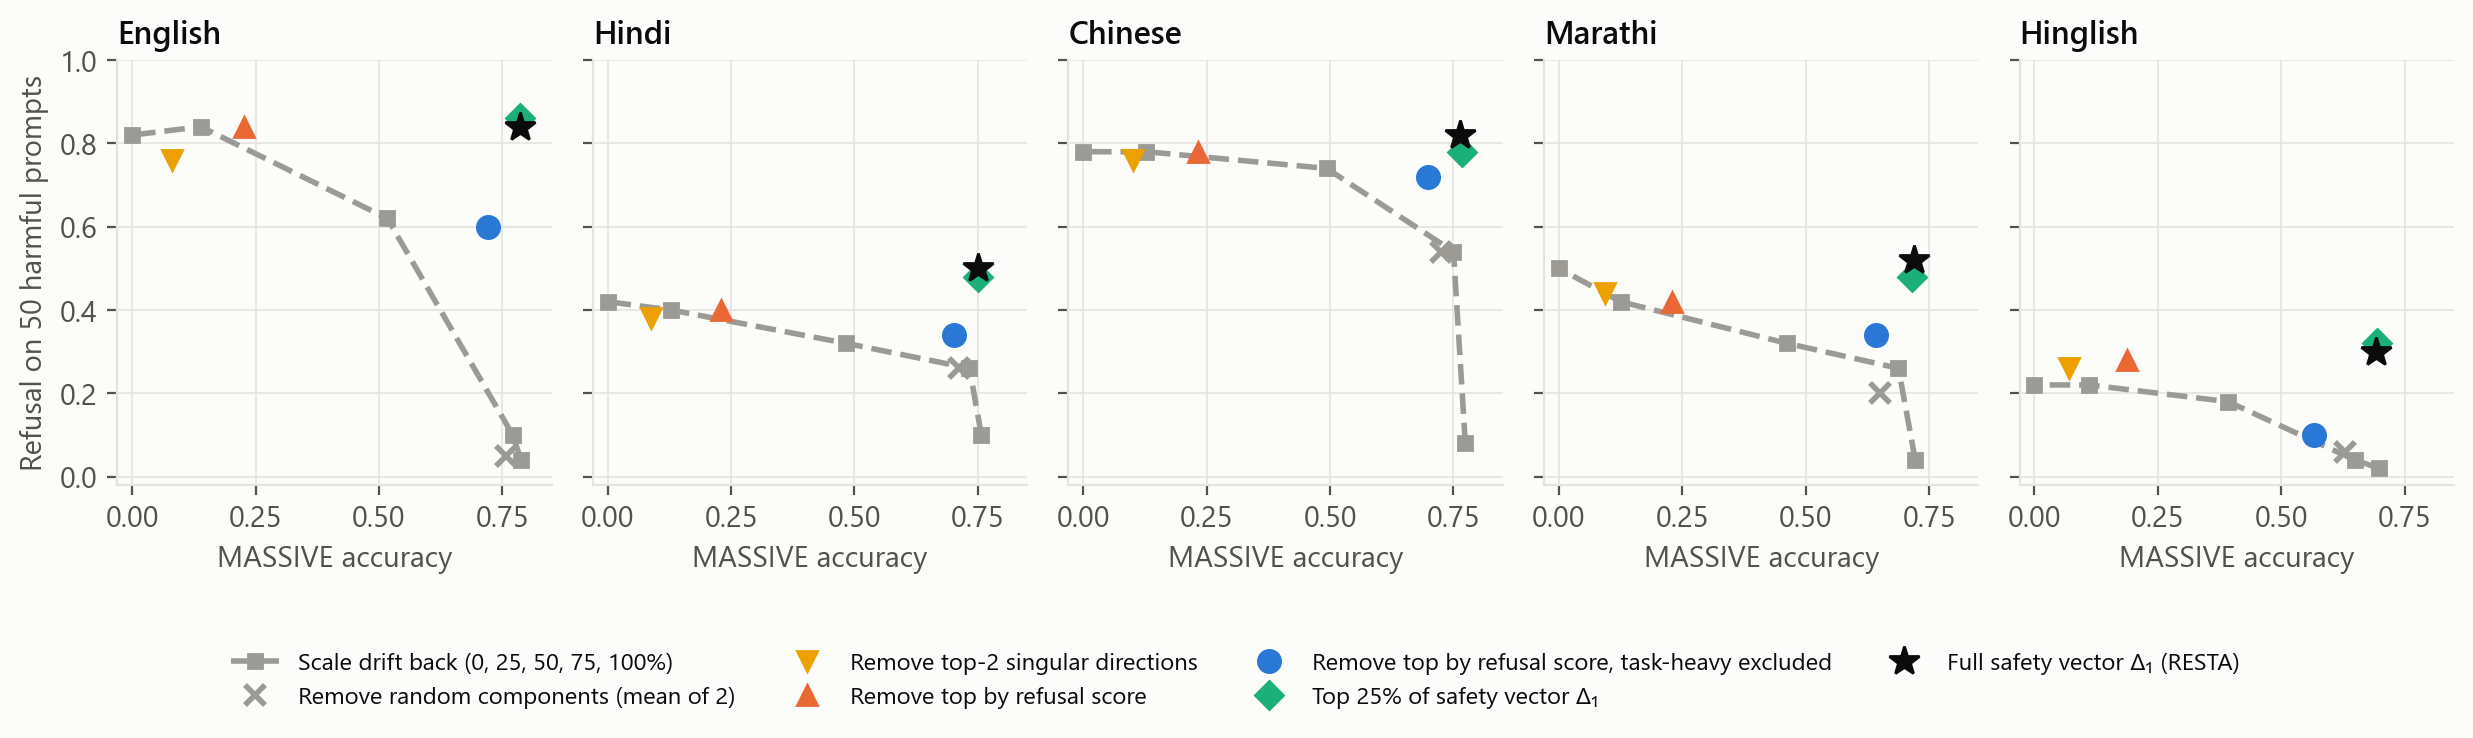 English Hindi Chinese Marathi Hinglish
Refusal on 50 harmful prompts
1.0
0.8
0.6
0.4
0.2
0.0
0.00 0.25 0.50 0.75 0.00 0.25 0.50 0.75 0.00 0.25 0.50 0.75 0.00 0.25 0.50 0.75 0.00 0.25 0.50 0.75
MASSIVE accuracy MASSIVE accuracy MASSIVE accuracy MASSIVE accuracy MASSIVE accuracy
Scale drift back (0, 25, 50, 75, 100%) Remove top-2 singular directions Remove top by refusal score, task-heavy excluded Full safety vector Δ₁ (RESTA)
Remove random components (mean of 2) Remove top by refusal score Top 25% of safety vector Δ₁